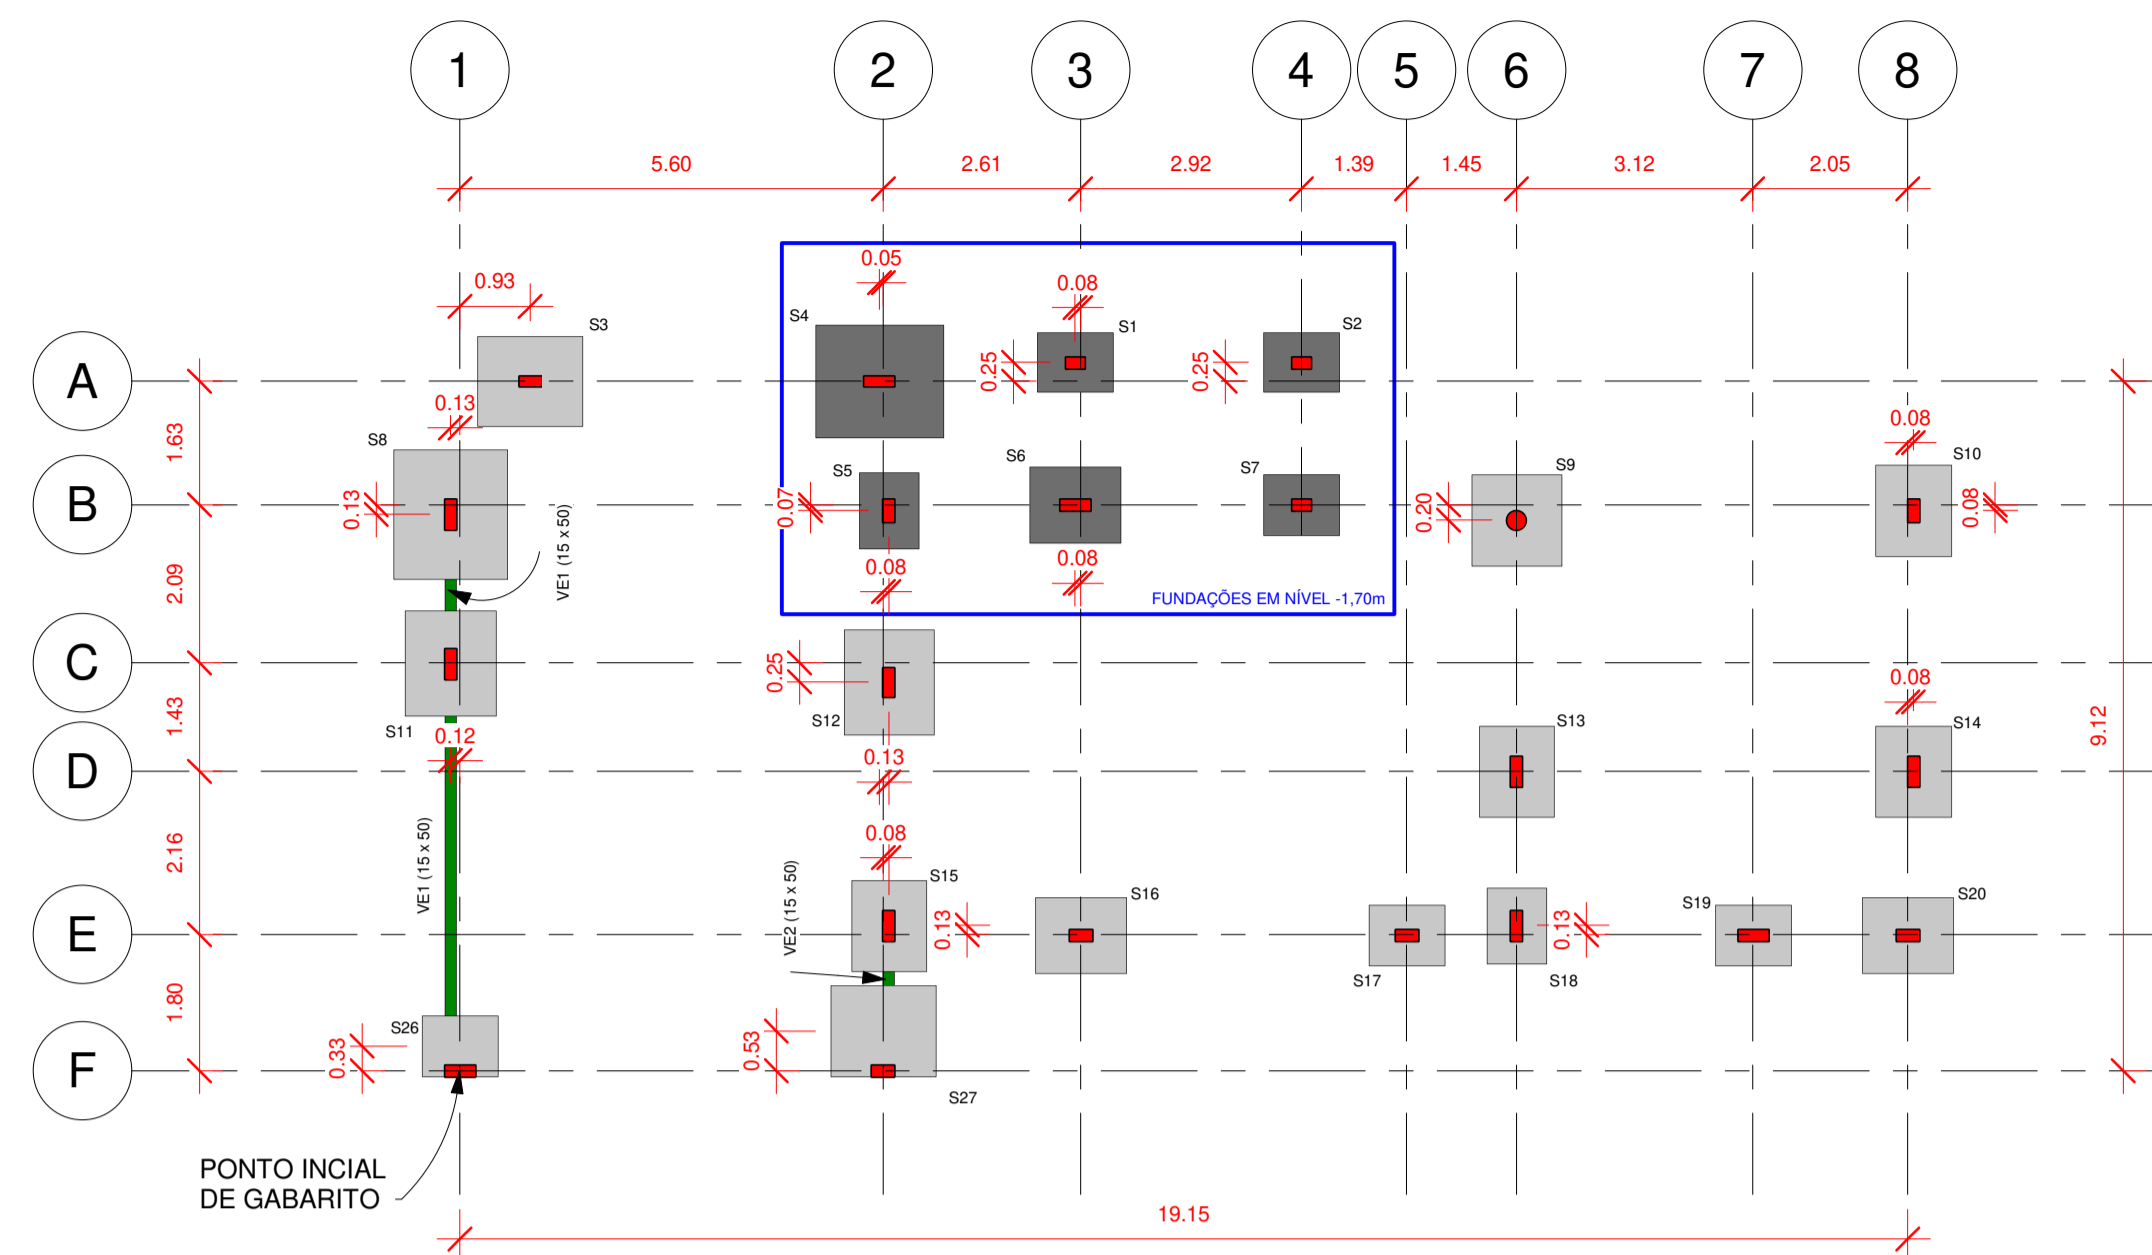 1 2 3 4 5 6 7 8
5.60 2.61 2.92 1.39 1.45 3.12 2.05
0.05
0.93 0.08
S4 S3 S1 S2
0.25 0.25
A
0.13 0.08
1.63
S8 S6 S5 S7 S9 S10
B
0.13 0.07 0.20 0.08
VE1 (15 x 50)
0.08 0.08
2.09
FUNDAÇÕES EM NÍVEL -1,70m
C
0.25 0.08
1.43
S11 S12 S13 S14
9.12
0.12
D
0.13
0.08
2.16
VE1 (15 x 50)
VE2 (15 x 50)
S15 S16 S19 S20
E
0.13 0.13
S17 S18
1.80
S26
0.33 0.53
F
S27
PONTO INCIAL
DE GABARITO
19.15